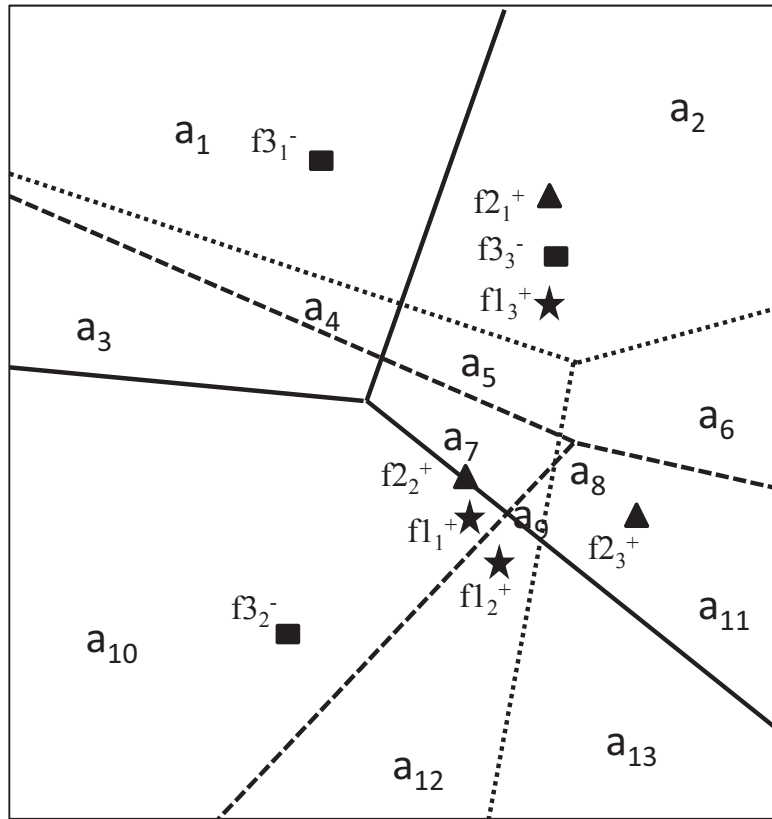 a₂
a₁ f3₁⁻
f2₁⁺
f3₃⁻
f1₃⁺
a₄
a₃
a₅
a₆
a₇
f2₂⁺ a₈
f1₁⁺ a₉
f2₃⁺
f1₂⁺
f3₂⁻ a₁₁
a₁₀
a₁₃
a₁₂